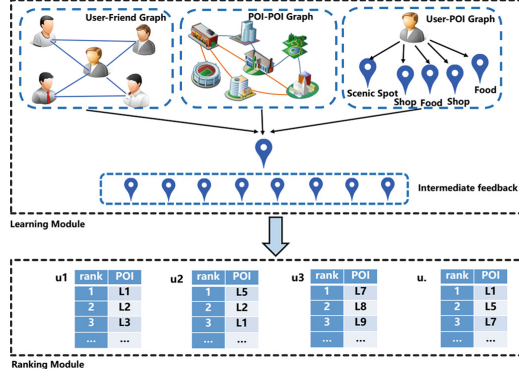 User-Friend Graph
POI-POI Graph
User-POI Graph
Scenic Spot
Shop
Food
Shop
Food
Intermediate feedback
Learning Module
u1
rank POI
1 L1
2 L2
3 L3
... ...
u2
rank POI
1 L5
2 L2
3 L1
... ...
u3
rank POI
1 L7
2 L8
3 L9
... ...
u.
rank POI
1 L1
2 L5
3 L7
... ...
Ranking Module